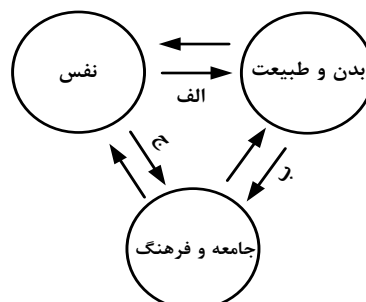 بدن و طبیعت
نفس
الف
ج
ب
جامعه و فرهنگ